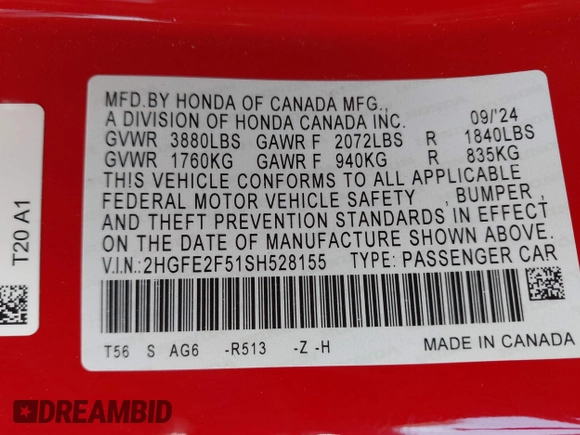 MFD.BY HONDA OF CANADA MFG.,
A DIVISION OF HONDA CANADA INC. 09/'24
GVWR 3880LBS GAWR F 2072LBS R 1840LBS
GVWR 1760KG GAWR F 940KG R 835KG
TH!S VEHICLE CONFORMS TO ALL APPLICABLE
FEDERAL MOTOR VEHICLE SAFETY , BUMPER ,
AND THEFT PREVENTION STANDARDS IN EFFECT
ON THE DATE OF MANUFACTURE SHOWN ABOVE.
V.I.N.:2HGFE2F51SH528155 TYPE: PASSENGER CAR
T56 S AG6 -R513 -Z -H MADE IN CANADA
T20 A1
DREAMBID